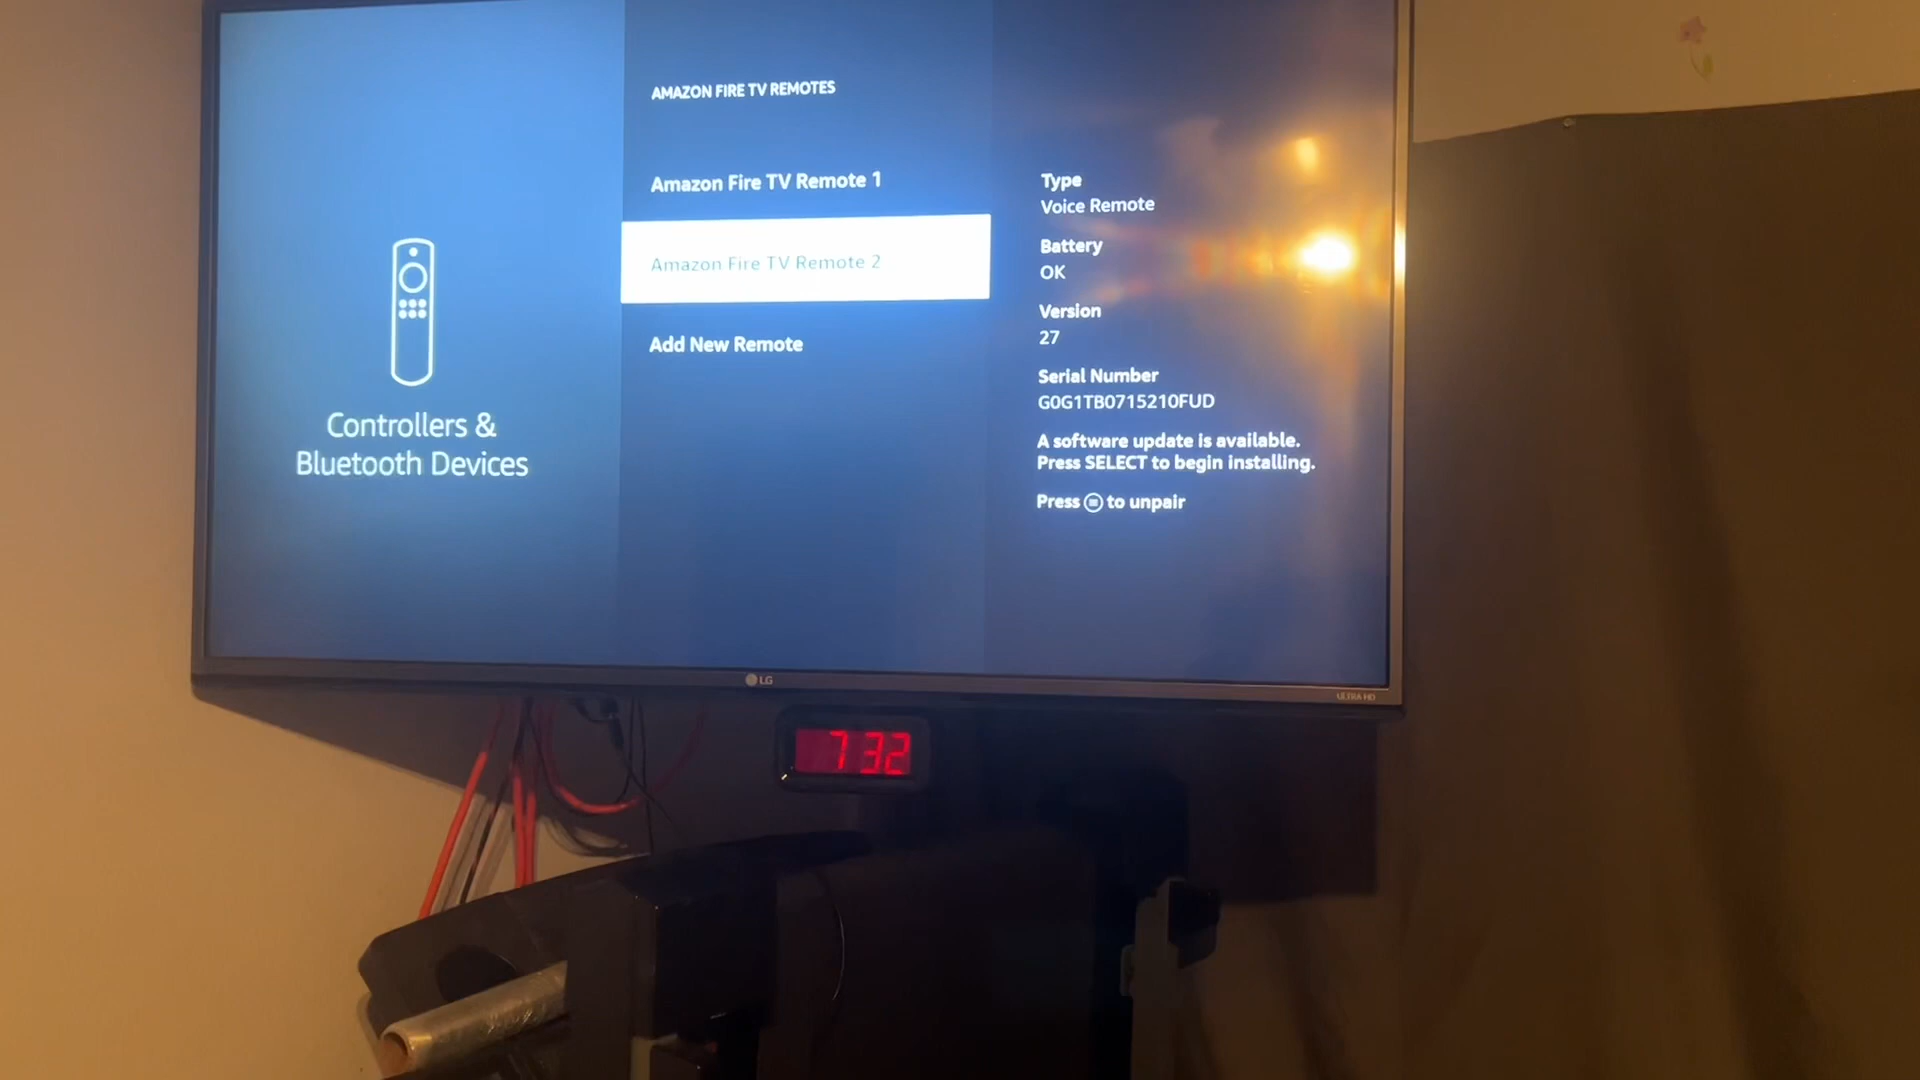 AMAZON FIRE TV REMOTES
Amazon Fire TV Remote 1
Amazon Fire TV Remote 2
Add New Remote
Controllers &
Bluetooth Devices
Type
Voice Remote
Battery
OK
Version
27
Serial Number
G0G1TB0715210FUD
A software update is available.
Press SELECT to begin installing.
Press to unpair
LG
ULTRA HD
7 32